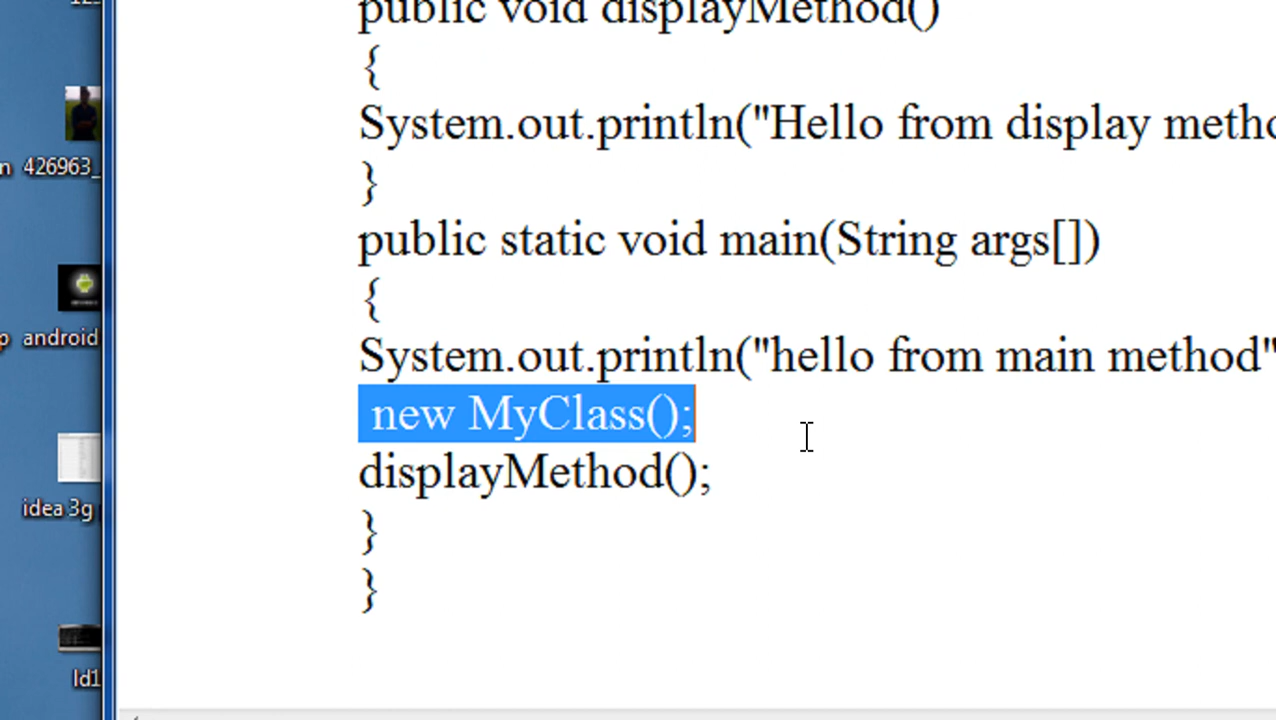 public void displayMethod()
{
System.out.println("Hello from display
}
public static void main(String args[])
{
System.out.println("hello from main method"
new MyClass();
displayMethod();
}
}
426963_
android
idea 3g
ld1